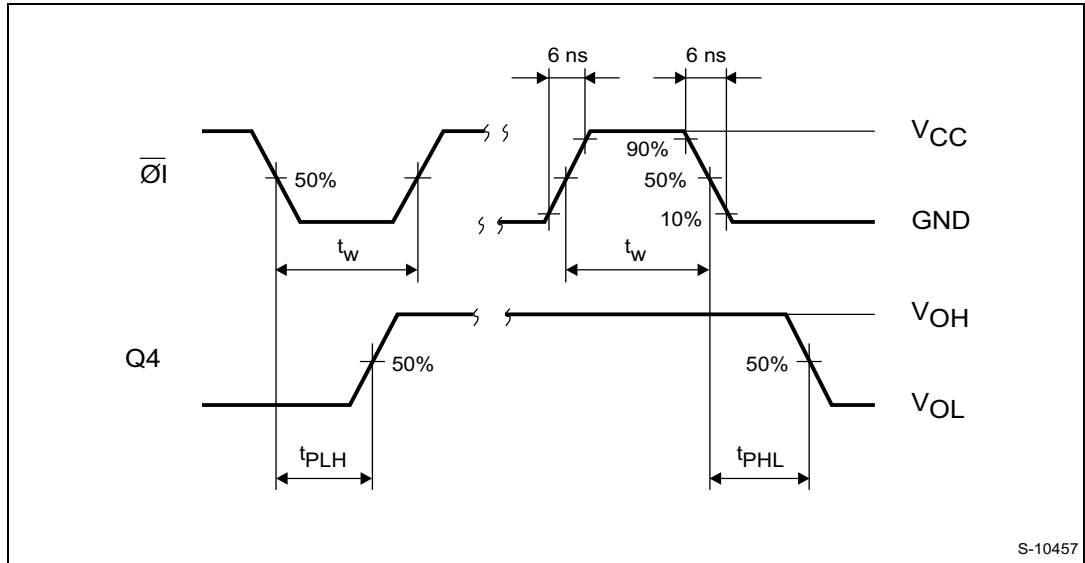 6 ns
6 ns
V_CC
90%
Ø̅I̅
50%
50%
10%
GND
t_w
t_w
V_OH
Q4
50%
50%
V_OL
t_PLH
t_PHL
S-10457